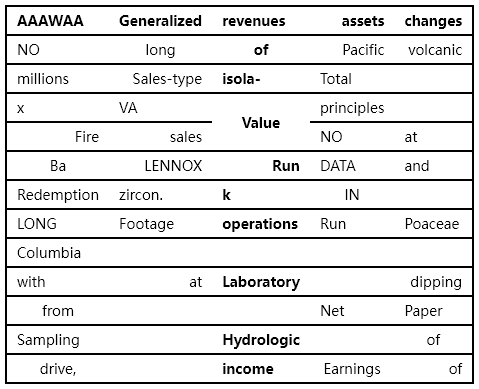 AAAWAA Generalized revenues assets changes
NO long of Pacific volcanic
millions Sales-type isola- Total
x VA Value principles
Fire sales NO at
Ba LENNOX Run DATA and
Redemption zircon. k IN
LONG Footage operations Run Poaceae
Columbia
with at Laboratory dipping
from Net Paper
Sampling Hydrologic of
drive, income Earnings of